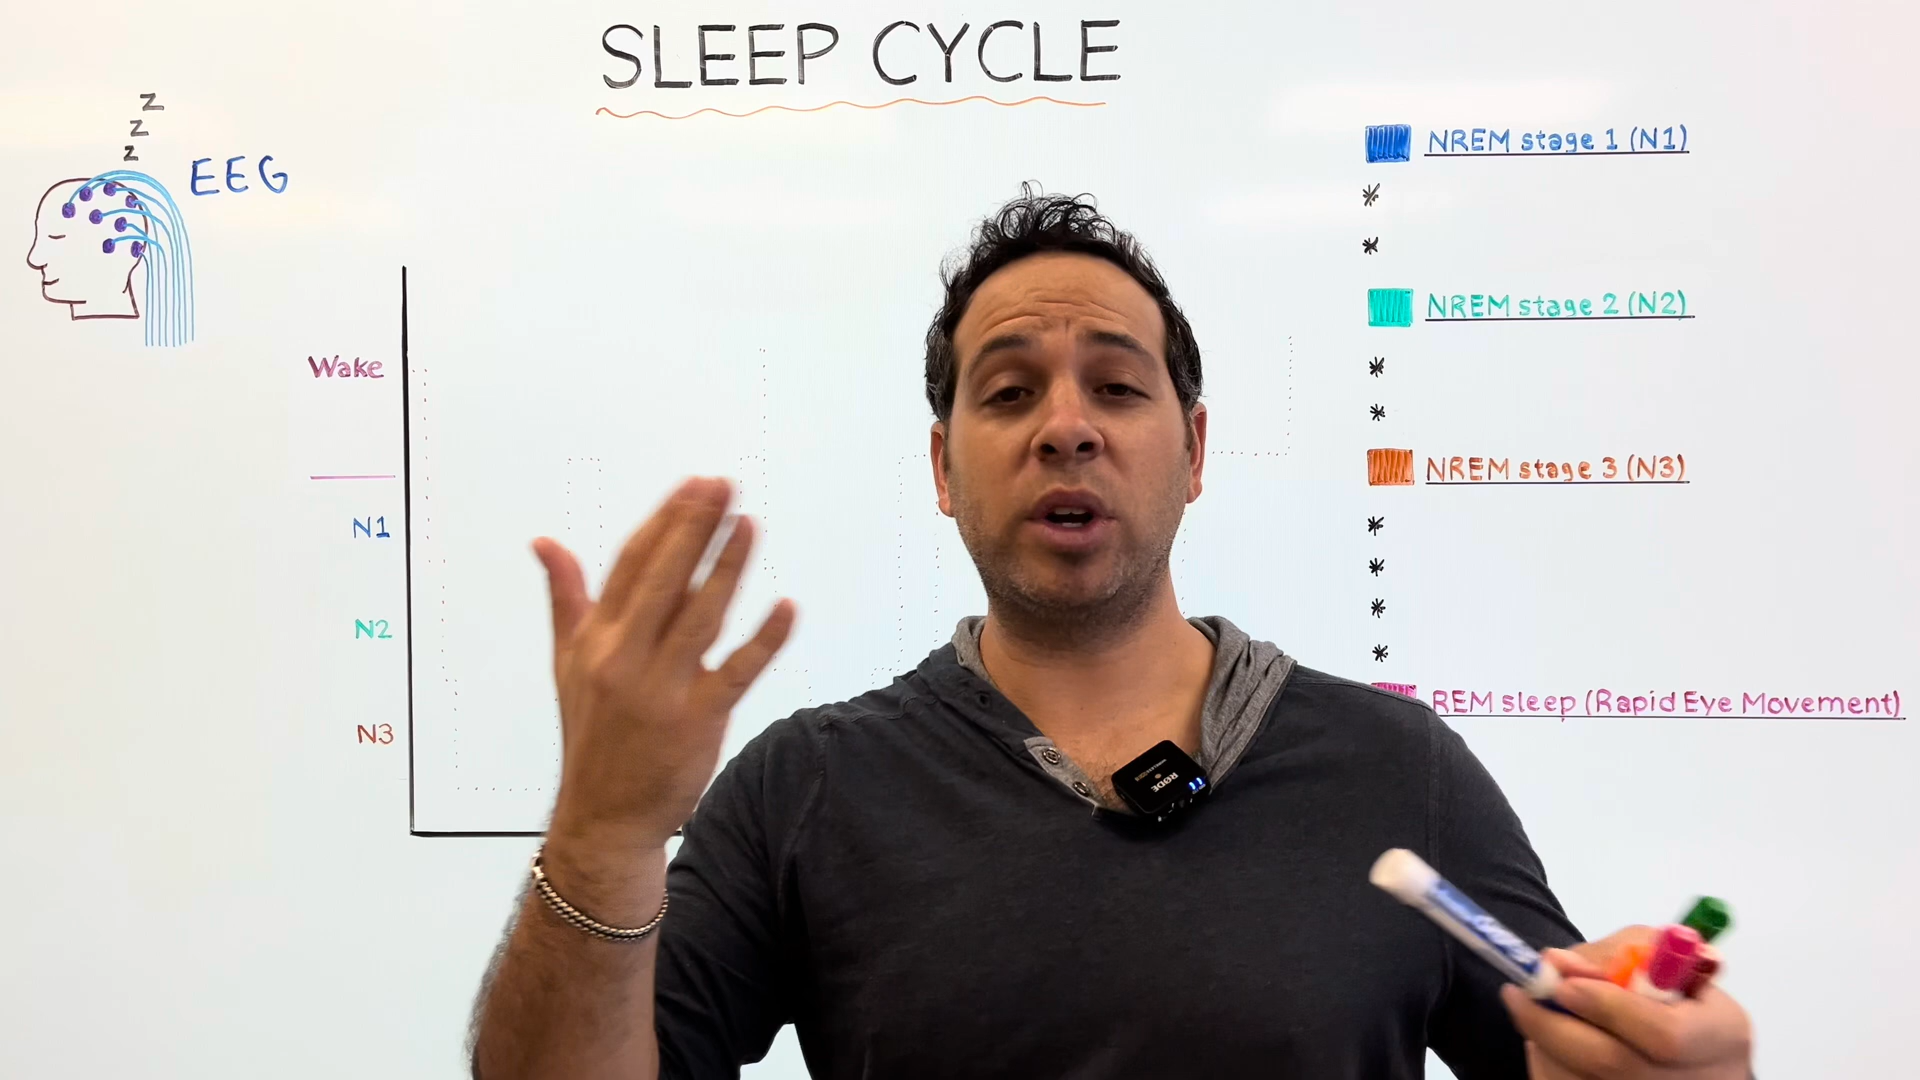 SLEEP CYCLE
Z
Z
Z
EEG
Wake
N1
N2
N3
NREM stage 1 (N1)
*
*
NREM stage 2 (N2)
*
*
NREM stage 3 (N3)
*
*
*
*
REM sleep (Rapid Eye Movement)
RØDE